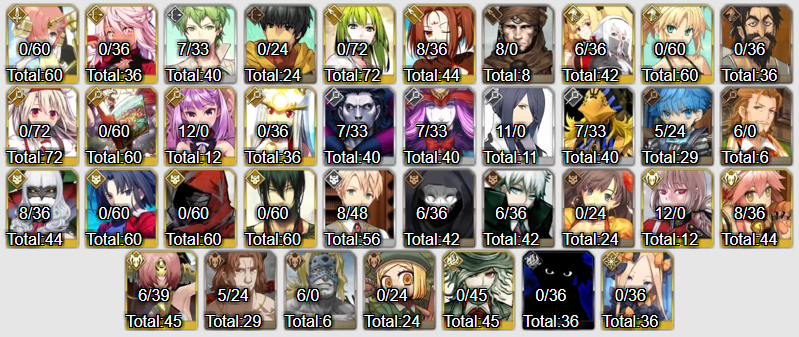 0/60 0/36 7/33 0/24 0/72 8/36 8/0 6/36 0/60 0/36
Total:60 Total:36 Total:40 Total:24 Total:72 Total:44 Total:8 Total:42 Total:60 Total:36
0/72 0/60 12/0 0/36 7/33 7/33 11/0 7/33 5/24 6/0
Total:72 Total:60 Total:12 Total:36 Total:40 Total:40 Total:11 Total:40 Total:29 Total:6
8/36 0/60 0/60 0/60 8/48 6/36 6/36 0/24 12/0 8/36
Total:44 Total:60 Total:60 Total:60 Total:56 Total:42 Total:42 Total:24 Total:12 Total:44
6/39 5/24 6/0 0/24 0/45 0/36 0/36
Total:45 Total:29 Total:6 Total:24 Total:45 Total:36 Total:36